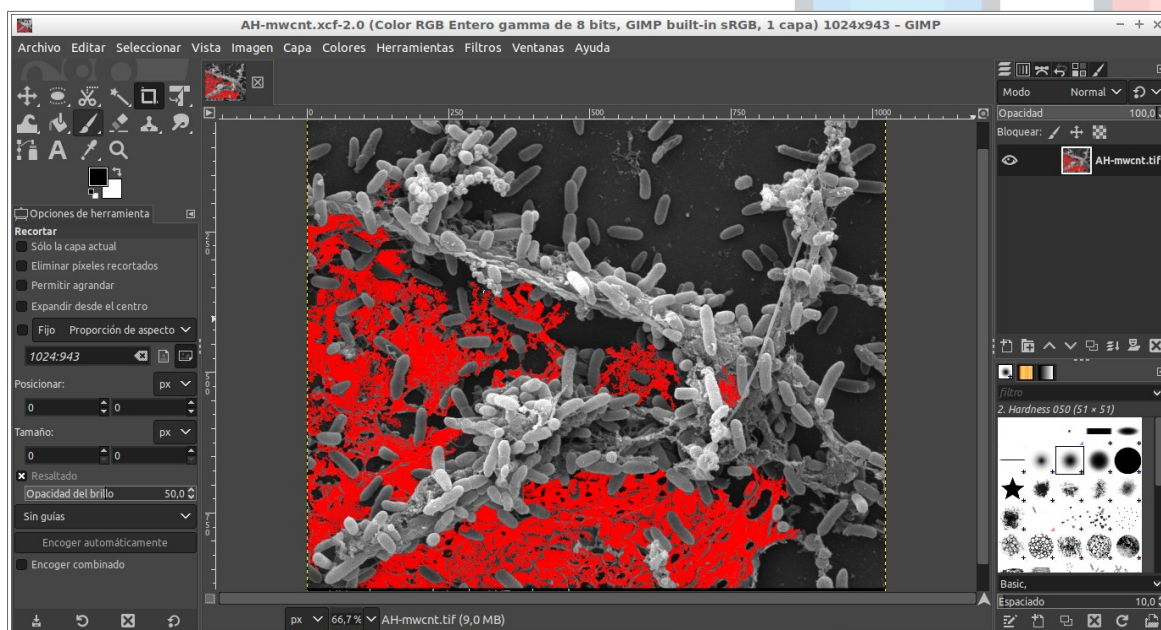 AH-mwcnt.xcf-2.0 (Color RGB Entero gamma de 8 bits, GIMP built-in sRGB, 1 capa) 1024x943 – GIMP
Archivo Editar Seleccionar Vista Imagen Capa Colores Herramientas Filtros Ventanas Ayuda
Opciones de herramienta
Recortar
Sólo la capa actual
Eliminar píxeles recortados
Permitir agrandar
Expandir desde el centro
Fijo Proporción de aspecto
1024:943
Posicionar: px
0 0
Tamaño: px
0 0
Resaltado
Opacidad del brillo 50,0
Sin guías
Encoger automáticamente
Encoger combinado
0 250 500 750 1000
250
500
750
px 66,7 % AH-mwcnt.tif (9,0 MB)
Modo Normal
Opacidad 100,0
Bloquear:
AH-mwcnt.tif
filtro
2. Hardness 050 (51 × 51)
Basic,
Espaciado 10,0